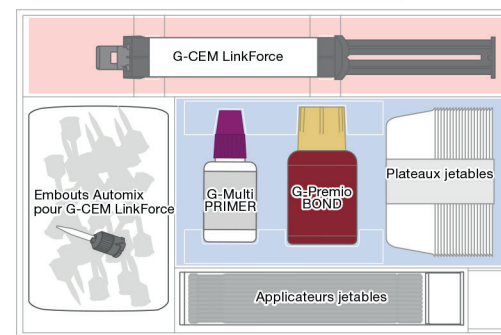 G-CEM LinkForce
Embouts Automix
pour G-CEM LinkForce
G-Multi
PRIMER
G-Premio
BOND
Plateaux jetables
Applicateurs jetables